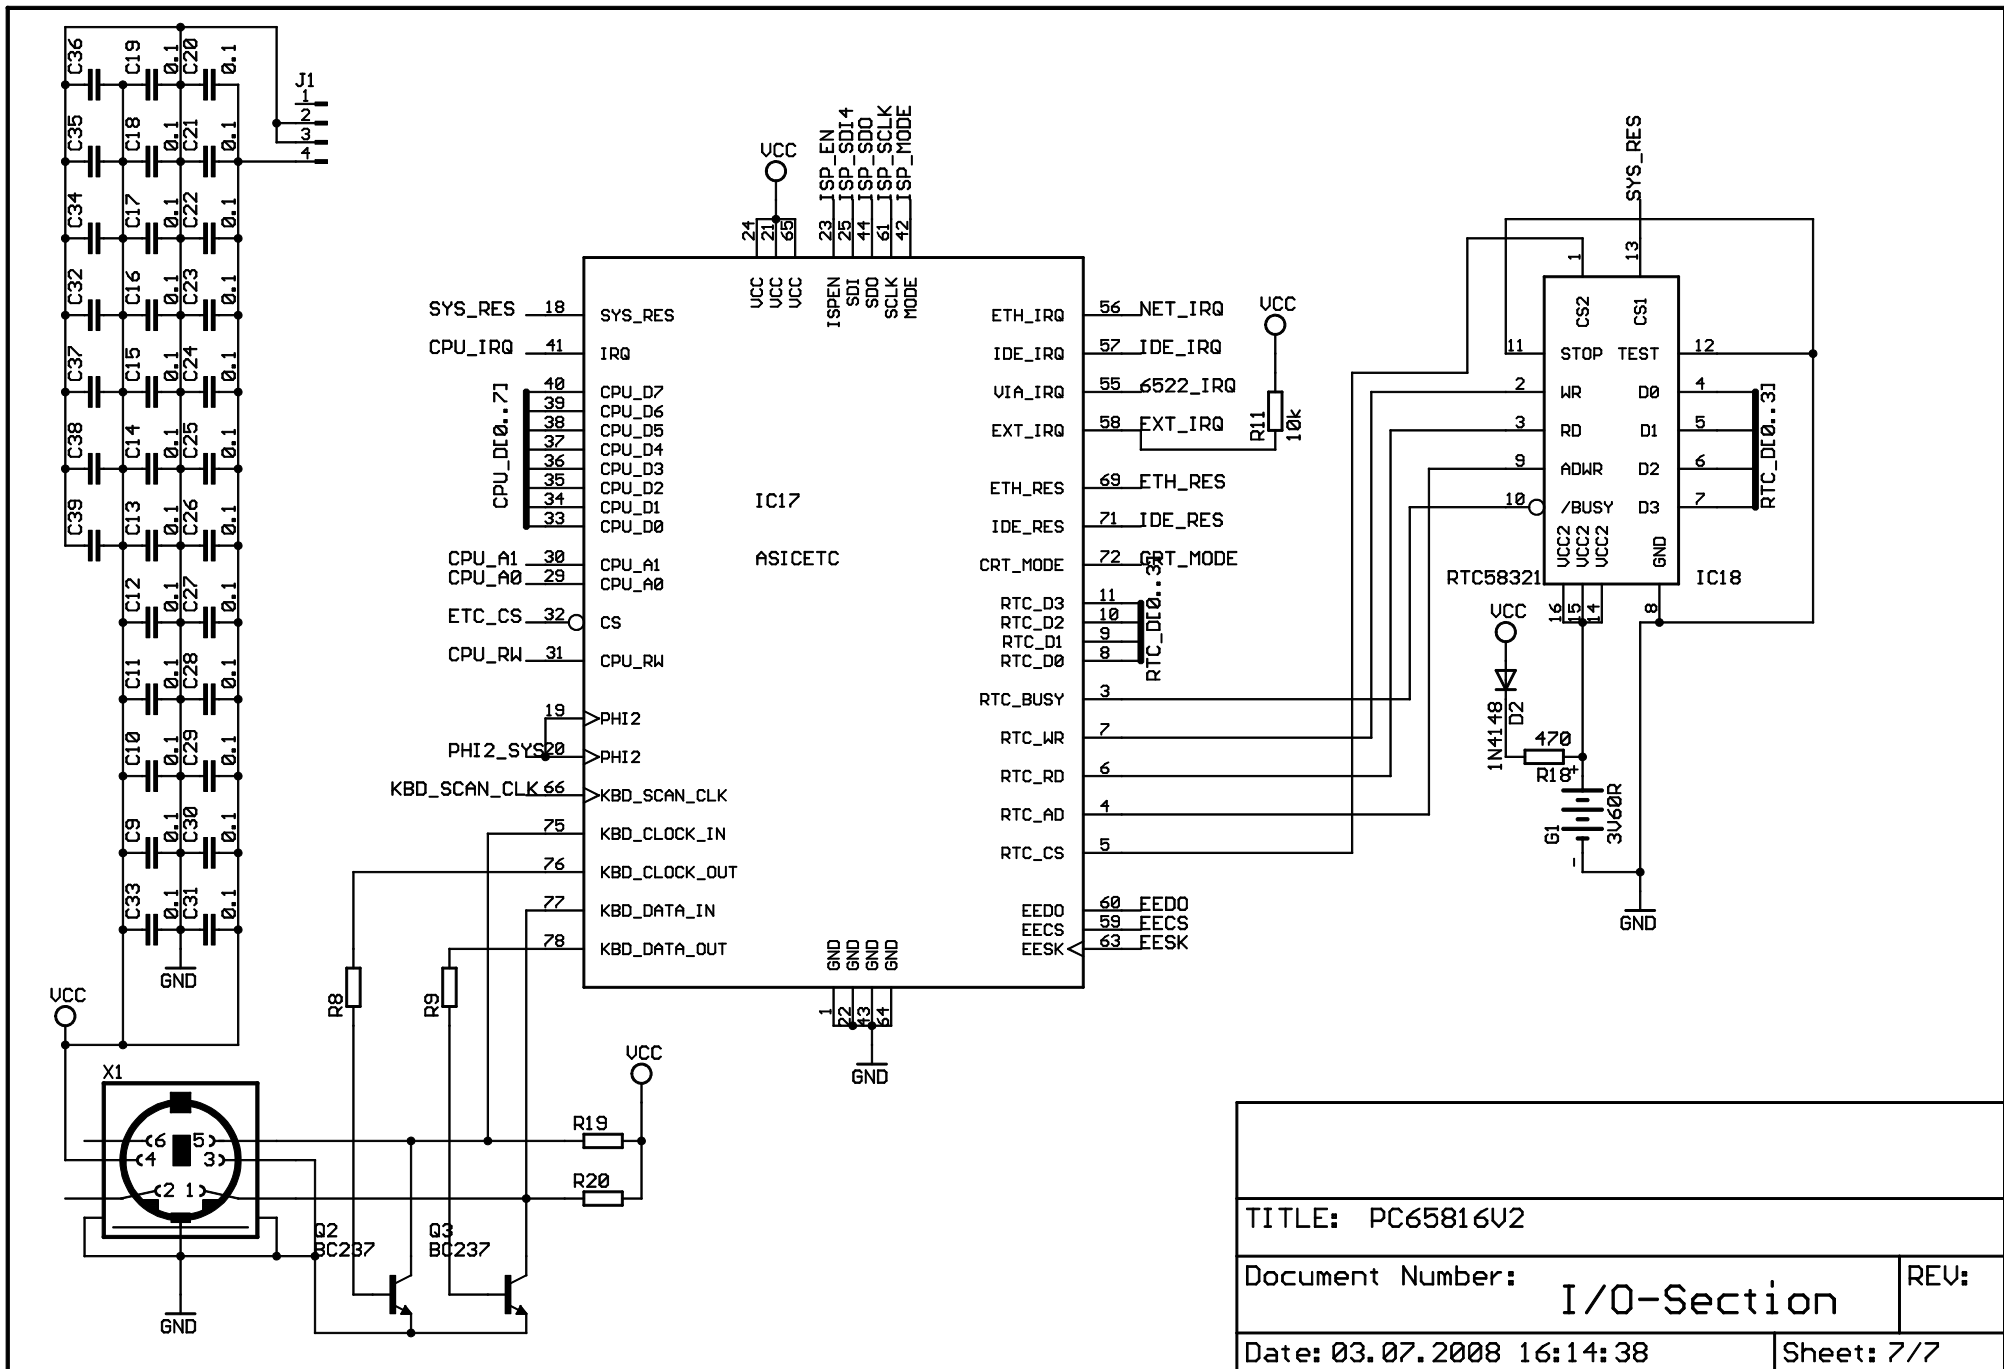 C36 C19 0.1 C20 0.1
C35 C18 0.1 C21 0.1
C34 C17 0.1 C22 0.1
C32 C16 0.1 C23 0.1
C37 C15 0.1 C24 0.1
C38 C14 0.1 C25 0.1
C39 C13 0.1 C26 0.1
C12 0.1 C27 0.1
C11 0.1 C28 0.1
C10 0.1 C29 0.1
C9 0.1 C30 0.1
C33 0.1 C31 0.1
GND
J1
1
2
3
4
VCC
24 21 65
VCC VCC VCC
ISP_EN ISP_SDI4 ISP_SDO ISP_SCLK ISP_MODE
23 25 44 61 42
ISPEN SDI SDO SCLK MODE
SYS_RES 18 SYS_RES
CPU_IRQ 41 IRQ
CPU_D[0..7]
40 CPU_D7
39 CPU_D6
38 CPU_D5
37 CPU_D4
36 CPU_D3
35 CPU_D2
34 CPU_D1
33 CPU_D0
CPU_A1 30 CPU_A1
CPU_A0 29 CPU_A0
ETC_CS 32 CS
CPU_RW 31 CPU_RW
19 PHI2
PHI2_SYS 20 PHI2
KBD_SCAN_CLK 66 KBD_SCAN_CLK
75 KBD_CLOCK_IN
76 KBD_CLOCK_OUT
77 KBD_DATA_IN
78 KBD_DATA_OUT
IC17
ASICETC
ETH_IRQ 56 NET_IRQ
IDE_IRQ 57 IDE_IRQ
VIA_IRQ 55 6522_IRQ
EXT_IRQ 58 EXT_IRQ
VCC
R11
10k
ETH_RES 69 ETH_RES
IDE_RES 71 IDE_RES
CRT_MODE 72 CRT_MODE
RTC_D3 11
RTC_D2 10
RTC_D1 9
RTC_D0 8
RTC_D[0..3]
RTC_BUSY 3
RTC_WR 7
RTC_RD 6
RTC_AD 4
RTC_CS 5
EEDO 60 EEDO
EECS 59 EECS
EESK 63 EESK
GND GND GND GND
1 22 43 64
GND
SYS_RES
1 13
CS2 CS1
11 STOP TEST 12
2 WR D0 4
3 RD D1 5
9 ADWR D2 6
10 /BUSY D3 7
RTC_D[0..3]
VCC2 VCC2 VCC2 GND
RTC58321 IC18
16 15 14 8
VCC
1N4148
D2
470
R18
+
G1
3V60R
-
GND
VCC
X1
6 5
4 3
2 1
GND
R8
R9
VCC
R19
R20
Q2
BC237
Q3
BC237
TITLE: PC65816V2
Document Number:
I/O-Section
REV:
Date: 03.07.2008 16:14:38
Sheet: 7/7